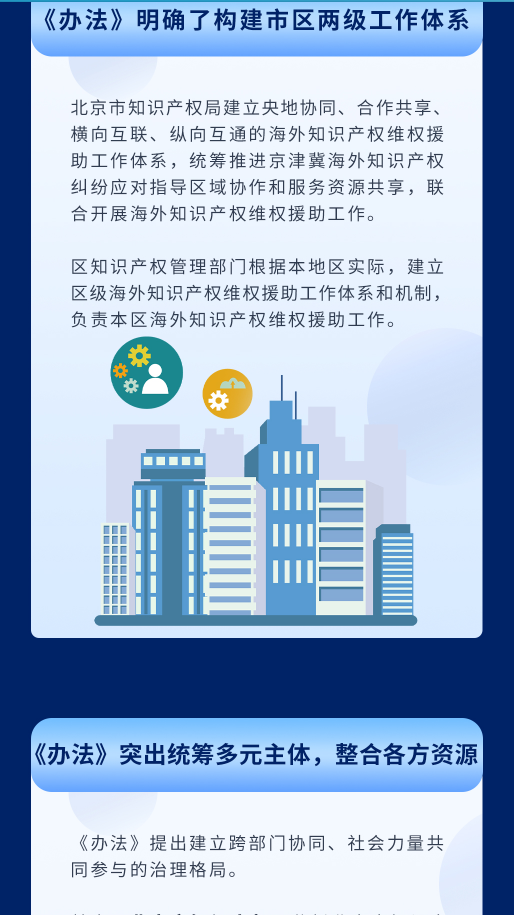 《办法》明确了构建市区两级工作体系
北京市知识产权局建立央地协同、合作共享、
横向互联、纵向互通的海外知识产权维权援
助工作体系，统筹推进京津冀海外知识产权
纠纷应对指导区域协作和服务资源共享，联
合开展海外知识产权维权援助工作。
区知识产权管理部门根据本地区实际，建立
区级海外知识产权维权援助工作体系和机制，
负责本区海外知识产权维权援助工作。
《办法》突出统筹多元主体，整合各方资源
《办法》提出建立跨部门协同、社会力量共
同参与的治理格局。